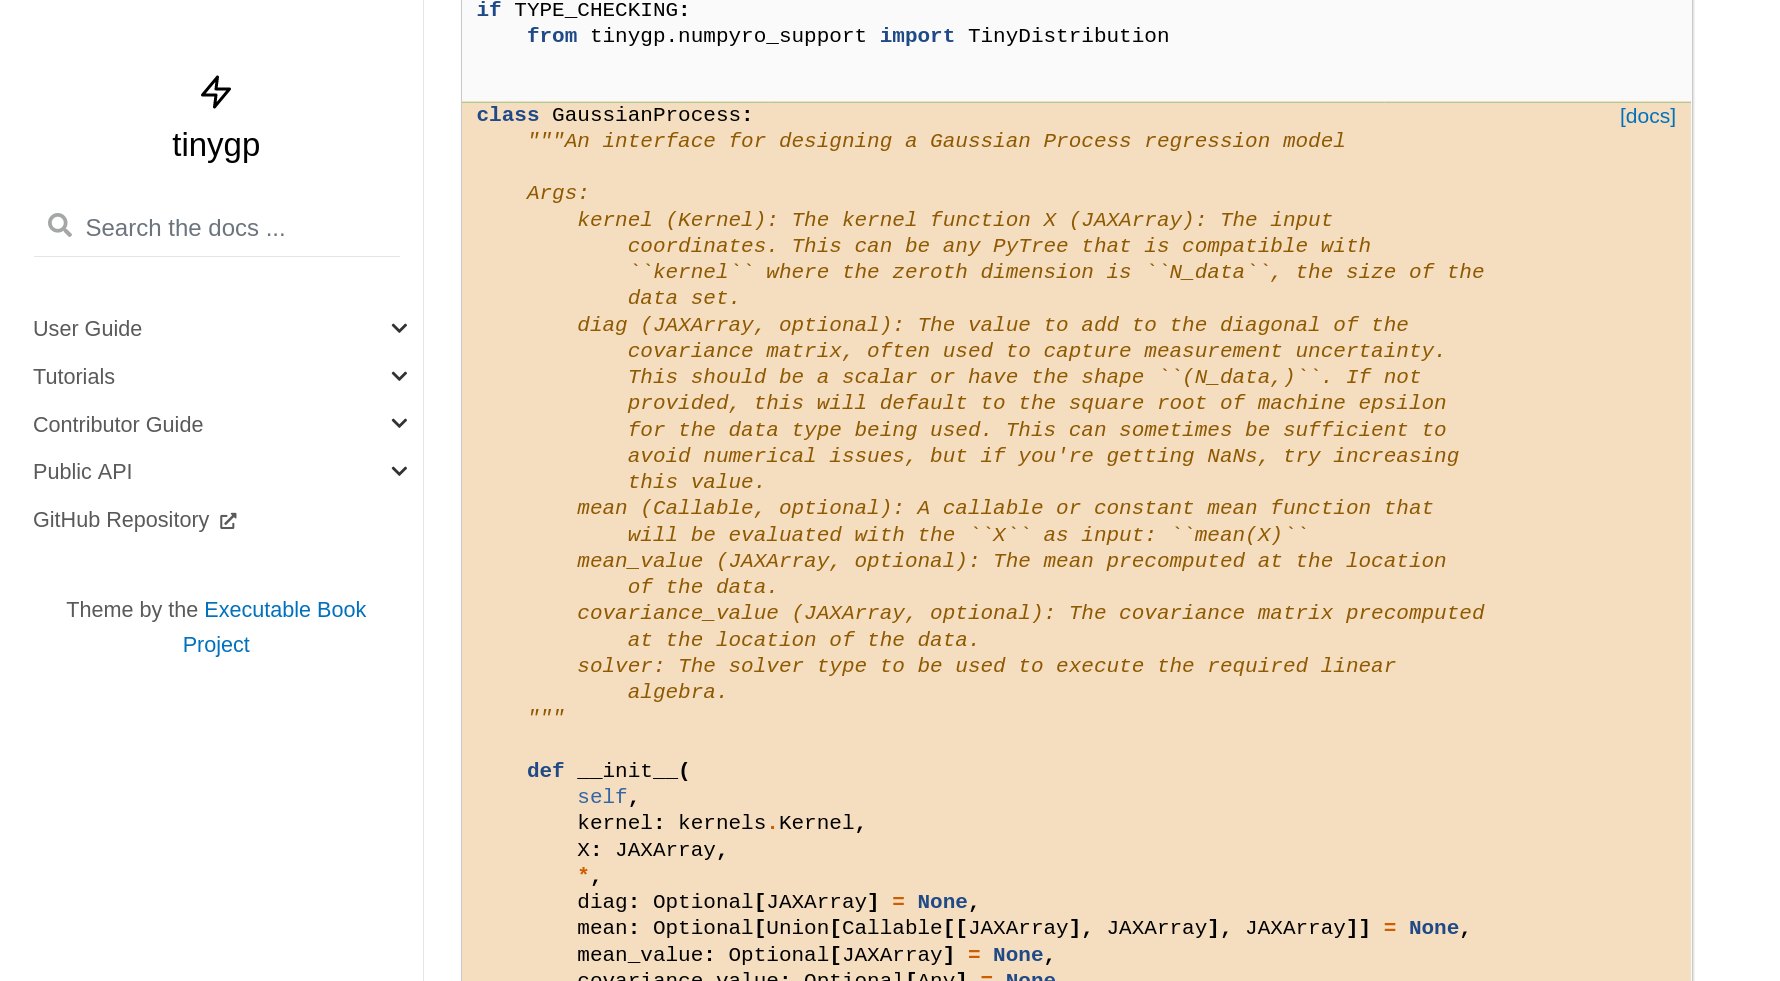 tinygp
Search the docs ...
User Guide
Tutorials
Contributor Guide
Public API
GitHub Repository
Theme by the Executable Book
Project
if TYPE_CHECKING:
    from tinygp.numpyro_support import TinyDistribution
class GaussianProcess: [docs]
    """An interface for designing a Gaussian Process regression model
    Args:
        kernel (Kernel): The kernel function X (JAXArray): The input
            coordinates. This can be any PyTree that is compatible with
            ``kernel`` where the zeroth dimension is ``N_data``, the size of the
            data set.
        diag (JAXArray, optional): The value to add to the diagonal of the
            covariance matrix, often used to capture measurement uncertainty.
            This should be a scalar or have the shape ``(N_data,)``. If not
            provided, this will default to the square root of machine epsilon
            for the data type being used. This can sometimes be sufficient to
            avoid numerical issues, but if you're getting NaNs, try increasing
            this value.
        mean (Callable, optional): A callable or constant mean function that
            will be evaluated with the ``X`` as input: ``mean(X)``
        mean_value (JAXArray, optional): The mean precomputed at the location
            of the data.
        covariance_value (JAXArray, optional): The covariance matrix precomputed
            at the location of the data.
        solver: The solver type to be used to execute the required linear
            algebra.
    """
    def __init__(
        self,
        kernel: kernels.Kernel,
        X: JAXArray,
        *,
        diag: Optional[JAXArray] = None,
        mean: Optional[Union[Callable[[JAXArray], JAXArray], JAXArray]] = None,
        mean_value: Optional[JAXArray] = None,
        covariance_value: Optional[Any] = None,